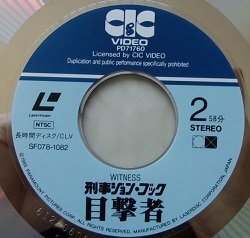 CIC
&
VIDEO
PD71760
Licensed by CIC VIDEO
Duplication and public performance specifically prohibited
LaserVision
NTSC
2 58分
STEREO
長時間ディスク/CLV
SF078-1082
WITNESS
刑事ジョン・ブック
目撃者